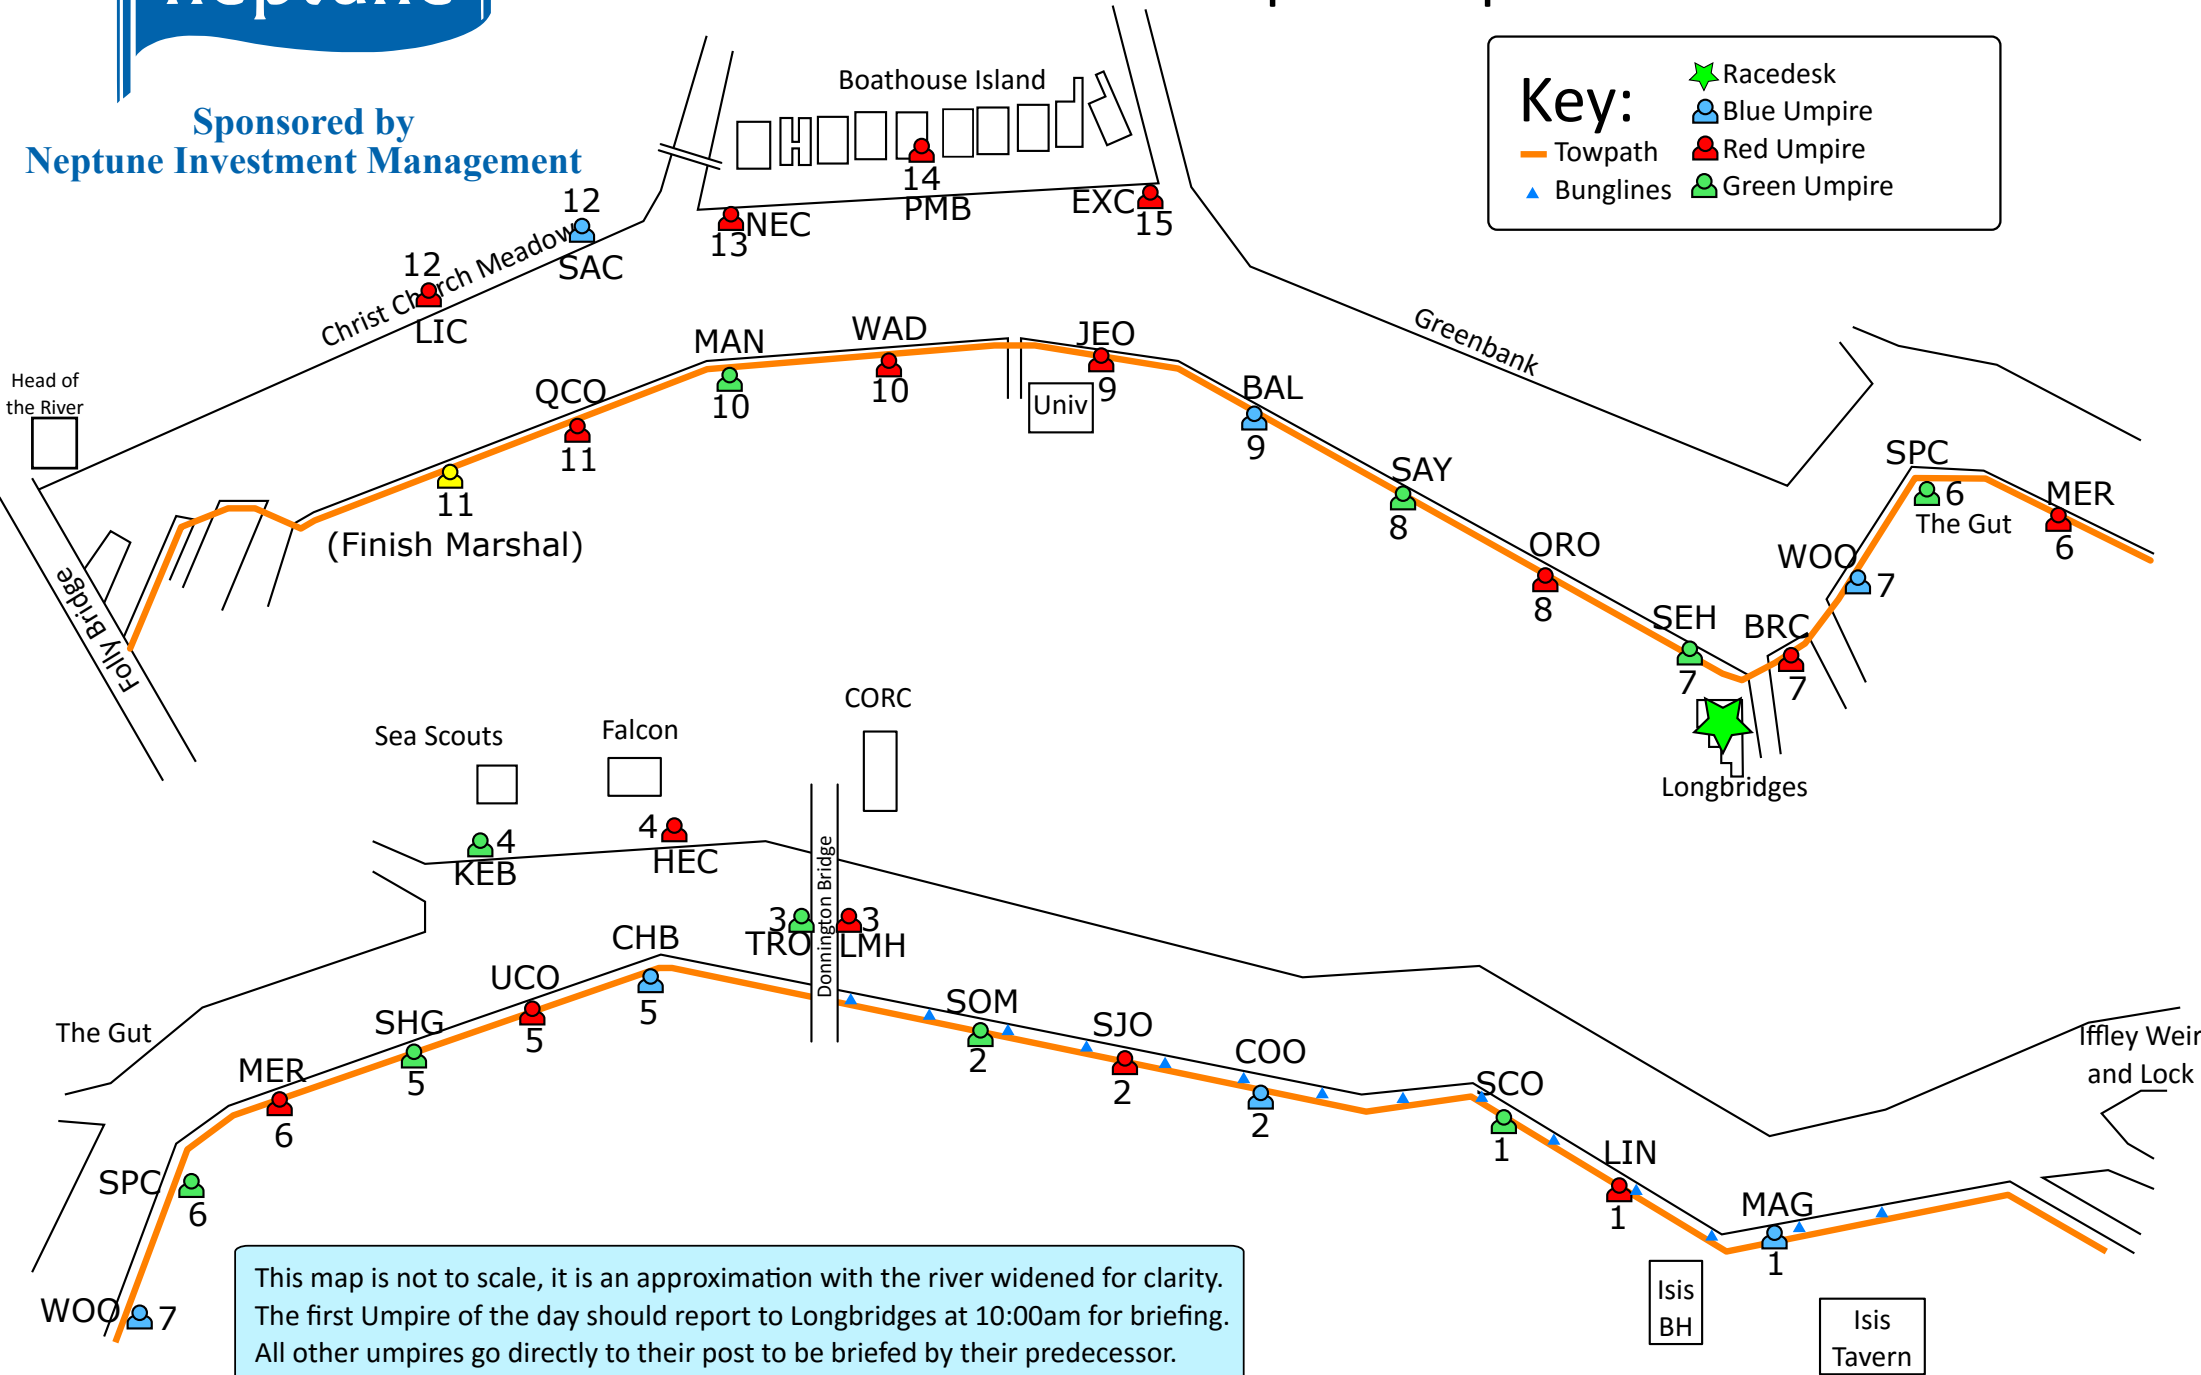 neptune
Sponsored by
Neptune Investment Management
Key:
Towpath
Bunglines
Racedesk
Blue Umpire
Red Umpire
Green Umpire
Boathouse Island
14
PMB
13
NEC
EXC
15
12
SAC
Christ Church Meadow
12
LIC
Head of
the River
Folly Bridge
11
(Finish Marshal)
QCO
11
MAN
10
WAD
10
JEO
9
Univ
BAL
9
Greenbank
SAY
8
ORO
8
SEH
7
BRC
7
WOO
7
SPC
6
The Gut
MER
6
Longbridges
Sea Scouts
Falcon
CORC
4
KEB
4
HEC
3
TRO
Donnington Bridge
3
LMH
CHB
5
UCO
5
SHG
5
MER
6
The Gut
SPC
6
WOO
7
SOM
2
SJO
2
COO
2
SCO
1
LIN
1
MAG
1
Iffley Weir
and Lock
Isis
BH
Isis
Tavern
This map is not to scale, it is an approximation with the river widened for clarity.
The first Umpire of the day should report to Longbridges at 10:00am for briefing.
All other umpires go directly to their post to be briefed by their predecessor.